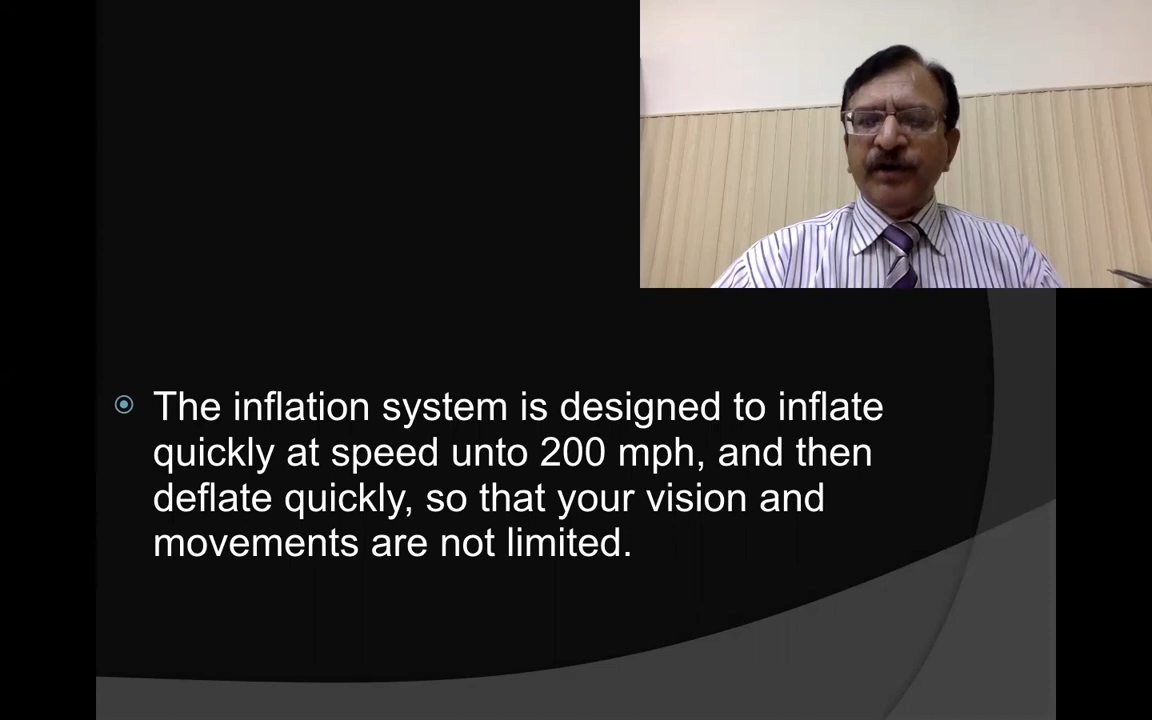 The inflation system is designed to inflate
quickly at speed unto 200 mph, and then
deflate quickly, so that your vision and
movements are not limited.